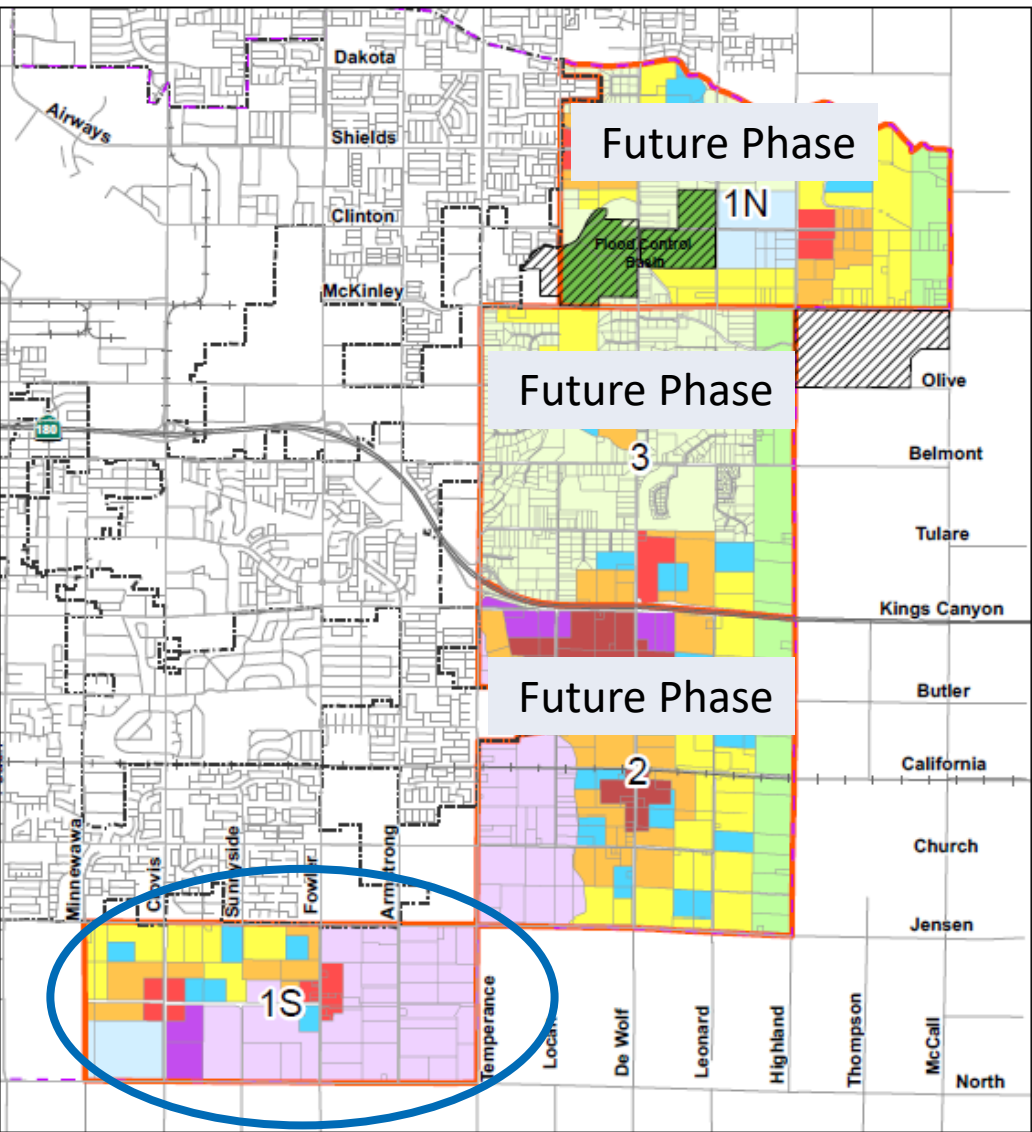 Dakota
Airways
Shields
Future Phase
1N
Clinton
Flood Control
Basin
McKinley
Future Phase
Olive
180
Belmont
3
Tulare
Kings Canyon
Future Phase
Butler
California
2
Church
Minnewawa
Clovis
Sunnyside
Fowler
Armstrong
Jensen
1S
Temperance
Locan
De Wolf
Leonard
Highland
Thompson
McCall
North